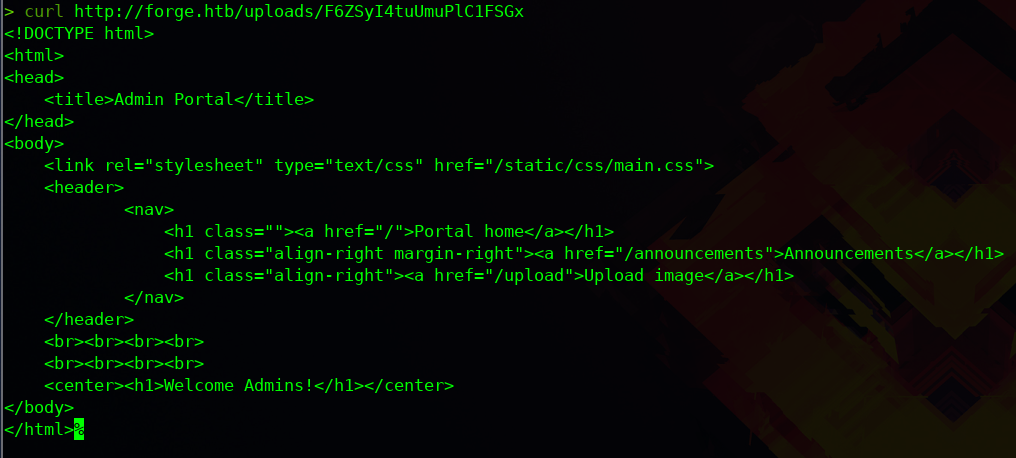 > curl http://forge.htb/uploads/F6ZSyI4tuUmuPlC1FSGx
<!DOCTYPE html>
<html>
<head>
    <title>Admin Portal</title>
</head>
<body>
    <link rel="stylesheet" type="text/css" href="/static/css/main.css">
    <header>
            <nav>
                <h1 class=""><a href="/">Portal home</a></h1>
                <h1 class="align-right margin-right"><a href="/announcements">Announcements</a></h1>
                <h1 class="align-right"><a href="/upload">Upload image</a></h1>
            </nav>
    </header>
    <br><br><br><br>
    <br><br><br><br>
    <center><h1>Welcome Admins!</h1></center>
</body>
</html>%